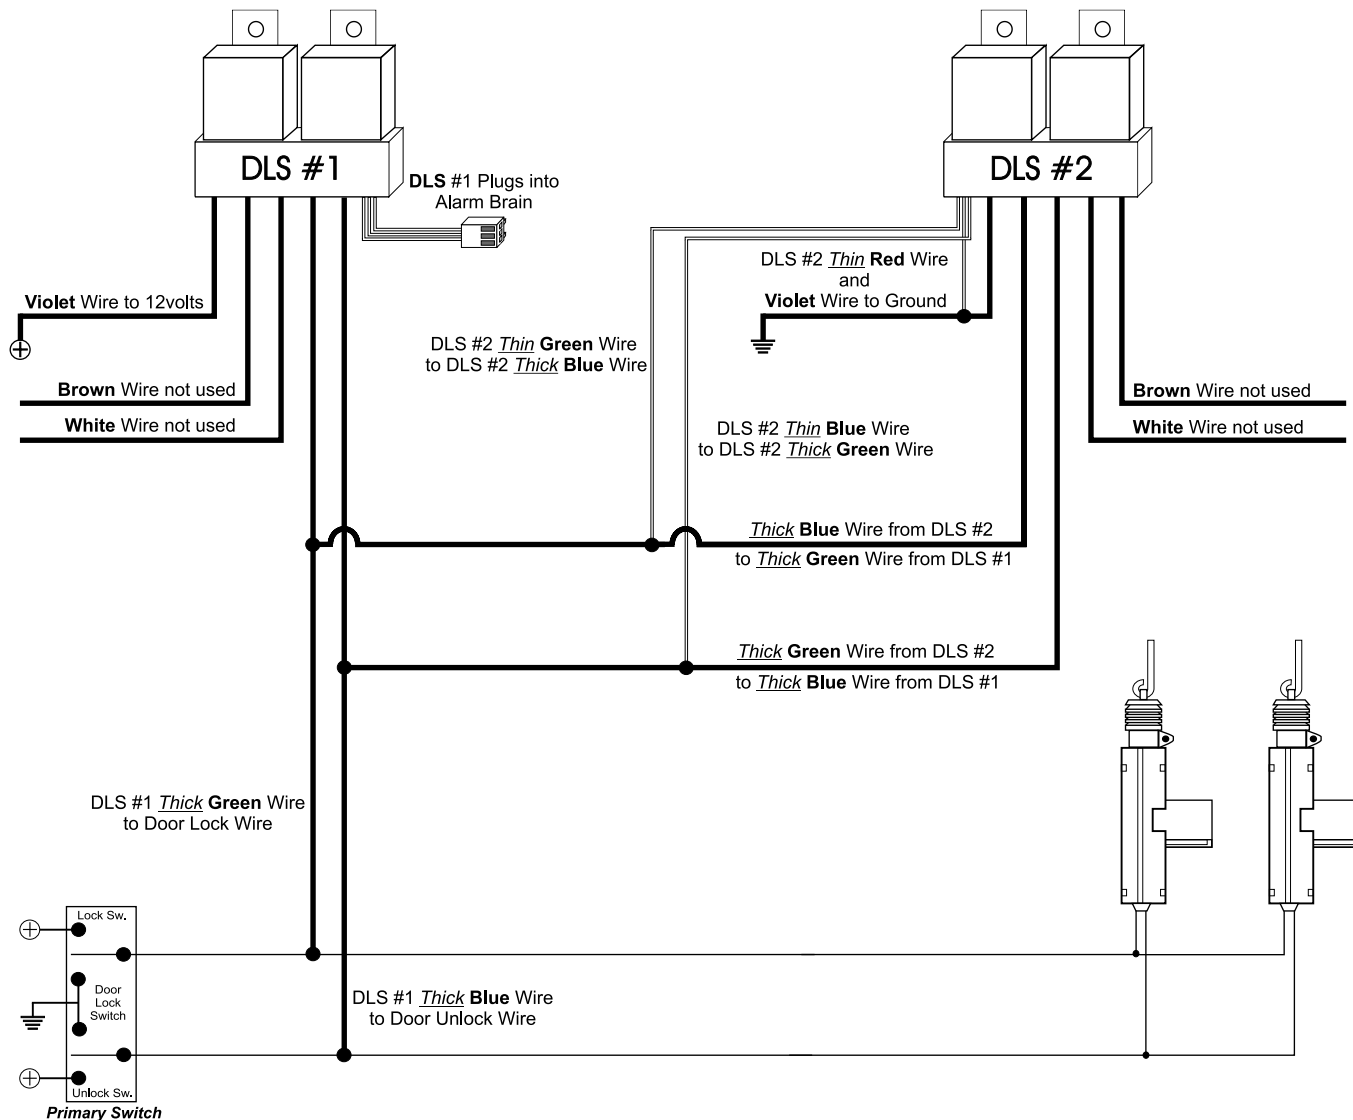 DLS #1
DLS #2
DLS #1 Plugs into
Alarm Brain
DLS #2 Thin Red Wire
and
Violet Wire to Ground
Violet Wire to 12volts
DLS #2 Thin Green Wire
to DLS #2 Thick Blue Wire
Brown Wire not used
White Wire not used
Brown Wire not used
White Wire not used
DLS #2 Thin Blue Wire
to DLS #2 Thick Green Wire
Thick Blue Wire from DLS #2
to Thick Green Wire from DLS #1
Thick Green Wire from DLS #2
to Thick Blue Wire from DLS #1
DLS #1 Thick Green Wire
to Door Lock Wire
Lock Sw.
Door
Lock
Switch
DLS #1 Thick Blue Wire
to Door Unlock Wire
Unlock Sw.
Primary Switch